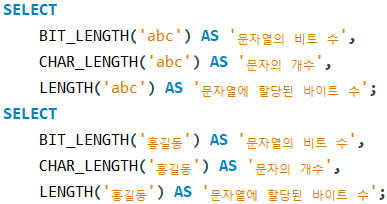 SELECT
BIT_LENGTH('abc') AS '문자열의 비트 수',
CHAR_LENGTH('abc') AS '문자의 개수',
LENGTH('abc') AS '문자열에 할당된 바이트 수';
SELECT
BIT_LENGTH('홍길동') AS '문자열의 비트 수',
CHAR_LENGTH('홍길동') AS '문자의 개수',
LENGTH('홍길동') AS '문자열에 할당된 바이트 수';